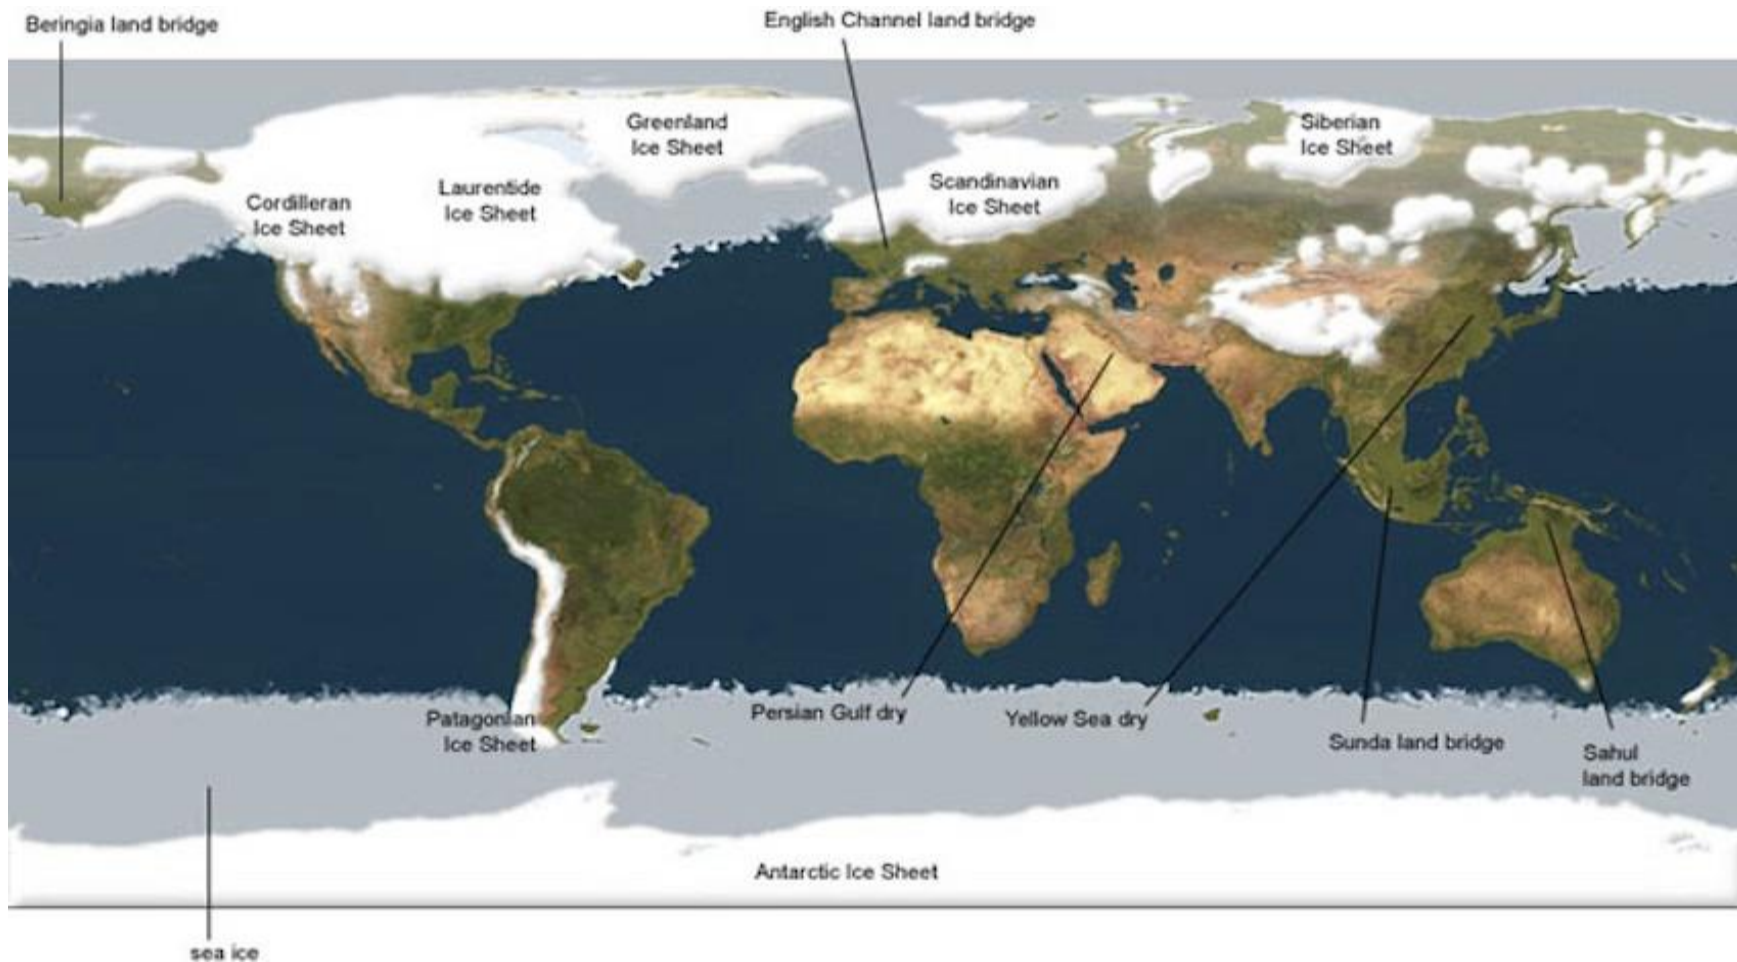 Beringia land bridge
English Channel land bridge
Greenland
Ice Sheet
Siberian
Ice Sheet
Laurentide
Ice Sheet
Scandinavian
Ice Sheet
Cordilleran
Ice Sheet
Patagonian
Ice Sheet
Persian Gulf dry
Yellow Sea dry
Sunda land bridge
Sahul
land bridge
Antarctic Ice Sheet
sea ice